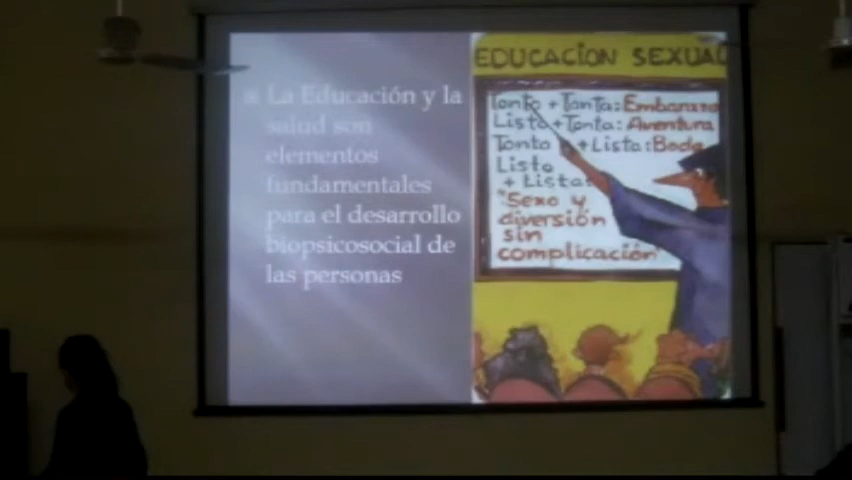 La Educación y la
salud son
elementos
fundamentales
para el desarrollo
biopsicosocial de
las personas
EDUCACION SEXUAL
Tonto + Tonta: Embarazo
Listo + Tonta: Aventura
Tonto + Lista: Boda
Listo
+ Lista:
"Sexo y
diversión
sin
complicación"